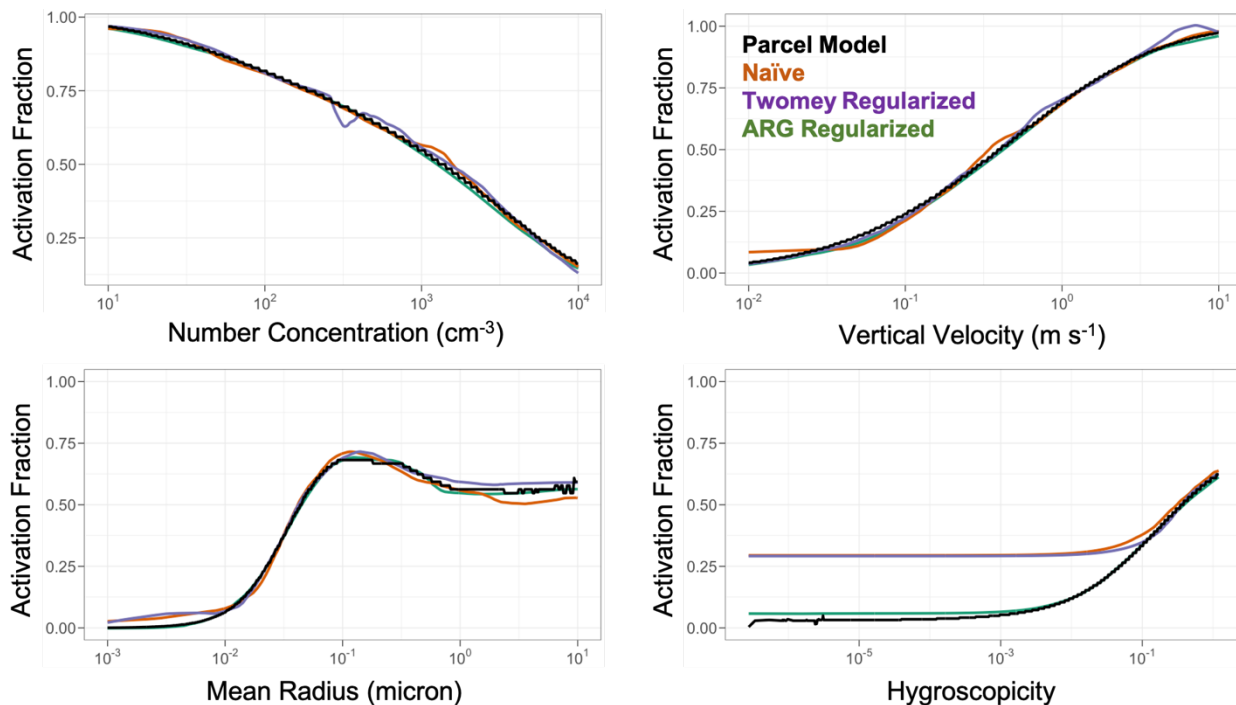 Activation Fraction
1.00
0.75
0.50
0.25
10¹
10²
10³
10⁴
Number Concentration (cm⁻³)
Activation Fraction
1.00
0.75
0.50
0.25
0.00
Parcel Model
Naïve
Twomey Regularized
ARG Regularized
10⁻²
10⁻¹
10⁰
10¹
Vertical Velocity (m s⁻¹)
Activation Fraction
1.00
0.75
0.50
0.25
0.00
10⁻³
10⁻²
10⁻¹
10⁰
10¹
Mean Radius (micron)
Activation Fraction
1.00
0.75
0.50
0.25
0.00
10⁻⁵
10⁻³
10⁻¹
Hygroscopicity